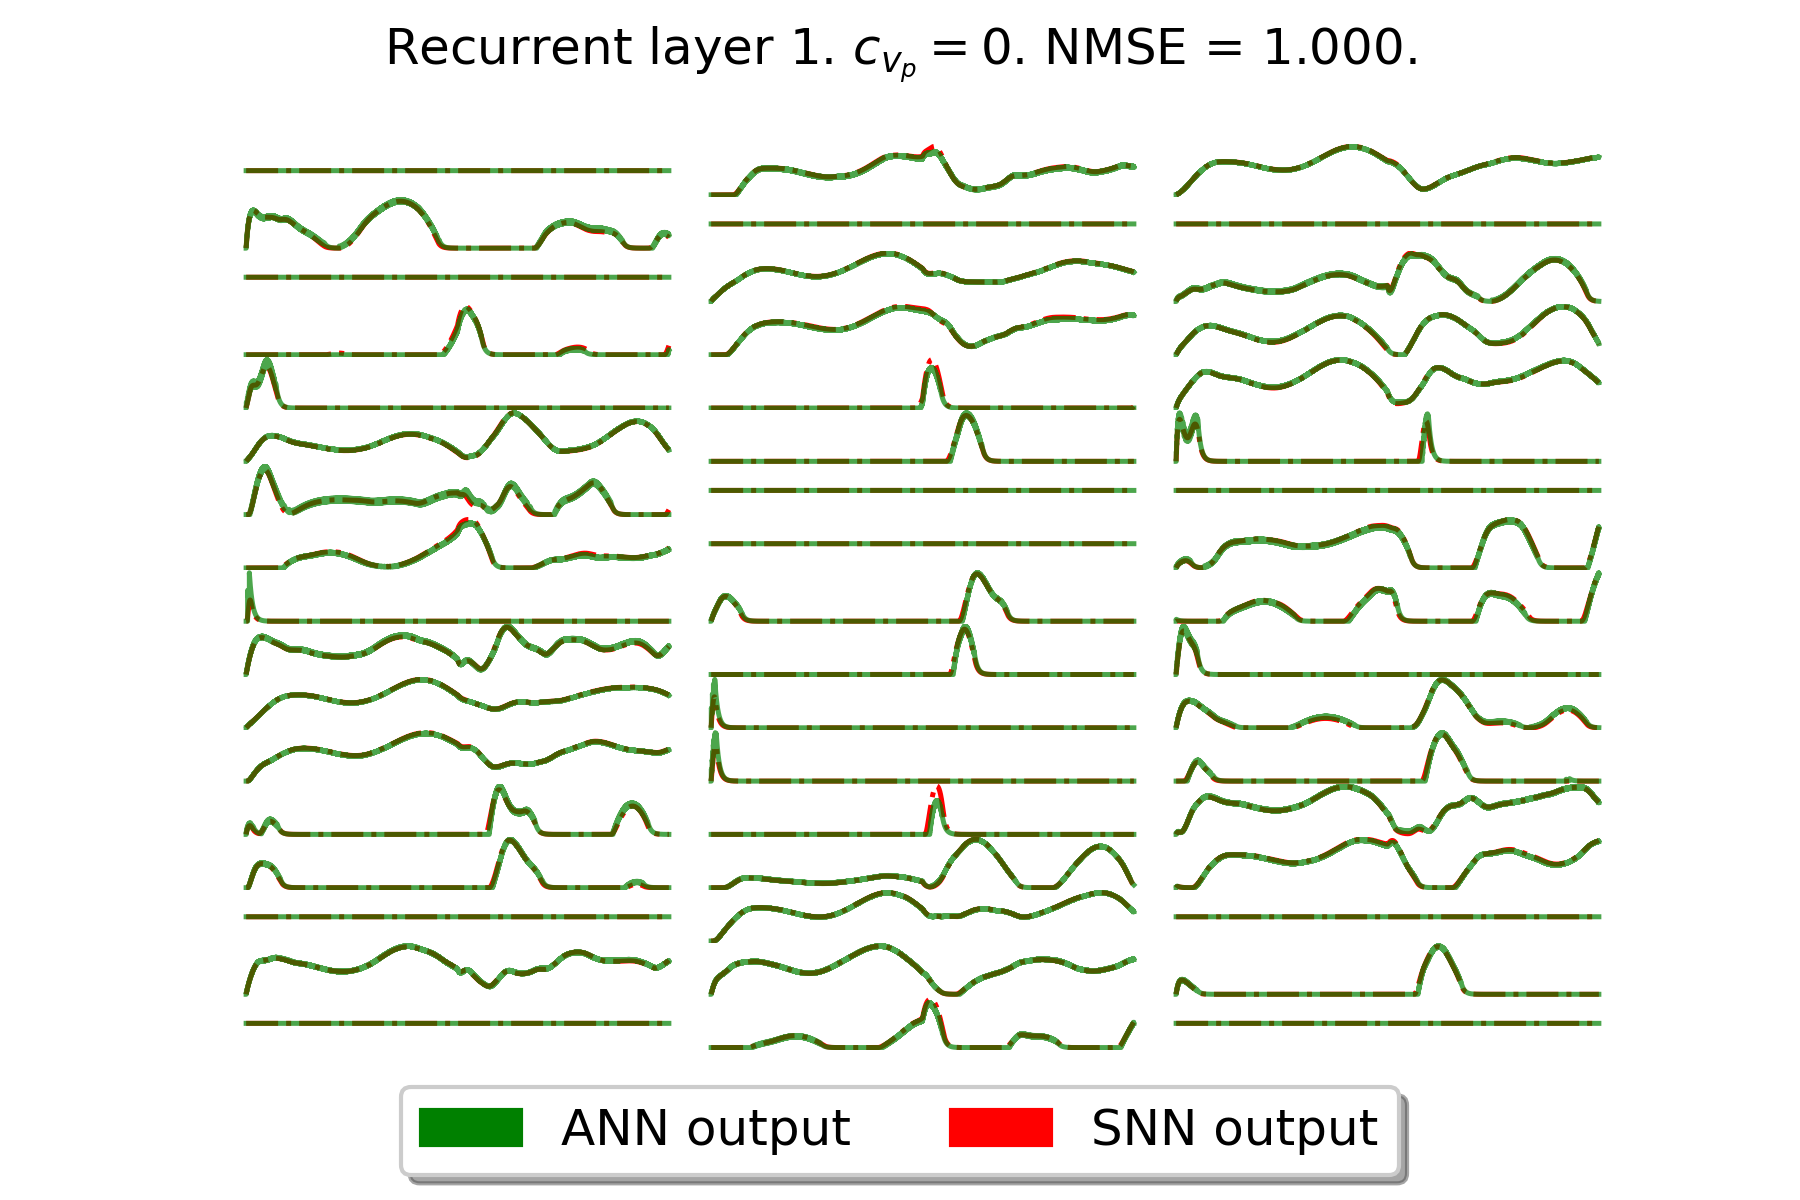 Recurrent layer 1. $c_{v_p} = 0$. NMSE = 1.000.
ANN output
SNN output